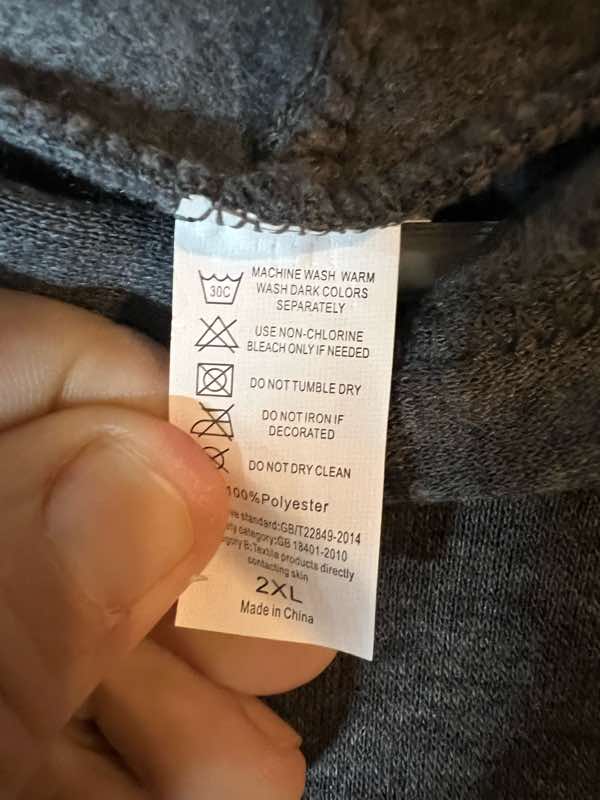 30C
MACHINE WASH WARM
WASH DARK COLORS
SEPARATELY
USE NON-CHLORINE
BLEACH ONLY IF NEEDED
DO NOT TUMBLE DRY
DO NOT IRON IF
DECORATED
DO NOT DRY CLEAN
100%Polyester
standard:GB/T22849-2014
category:GB 18401-2010
B:Textile products directly
contacting skin
2XL
Made in China